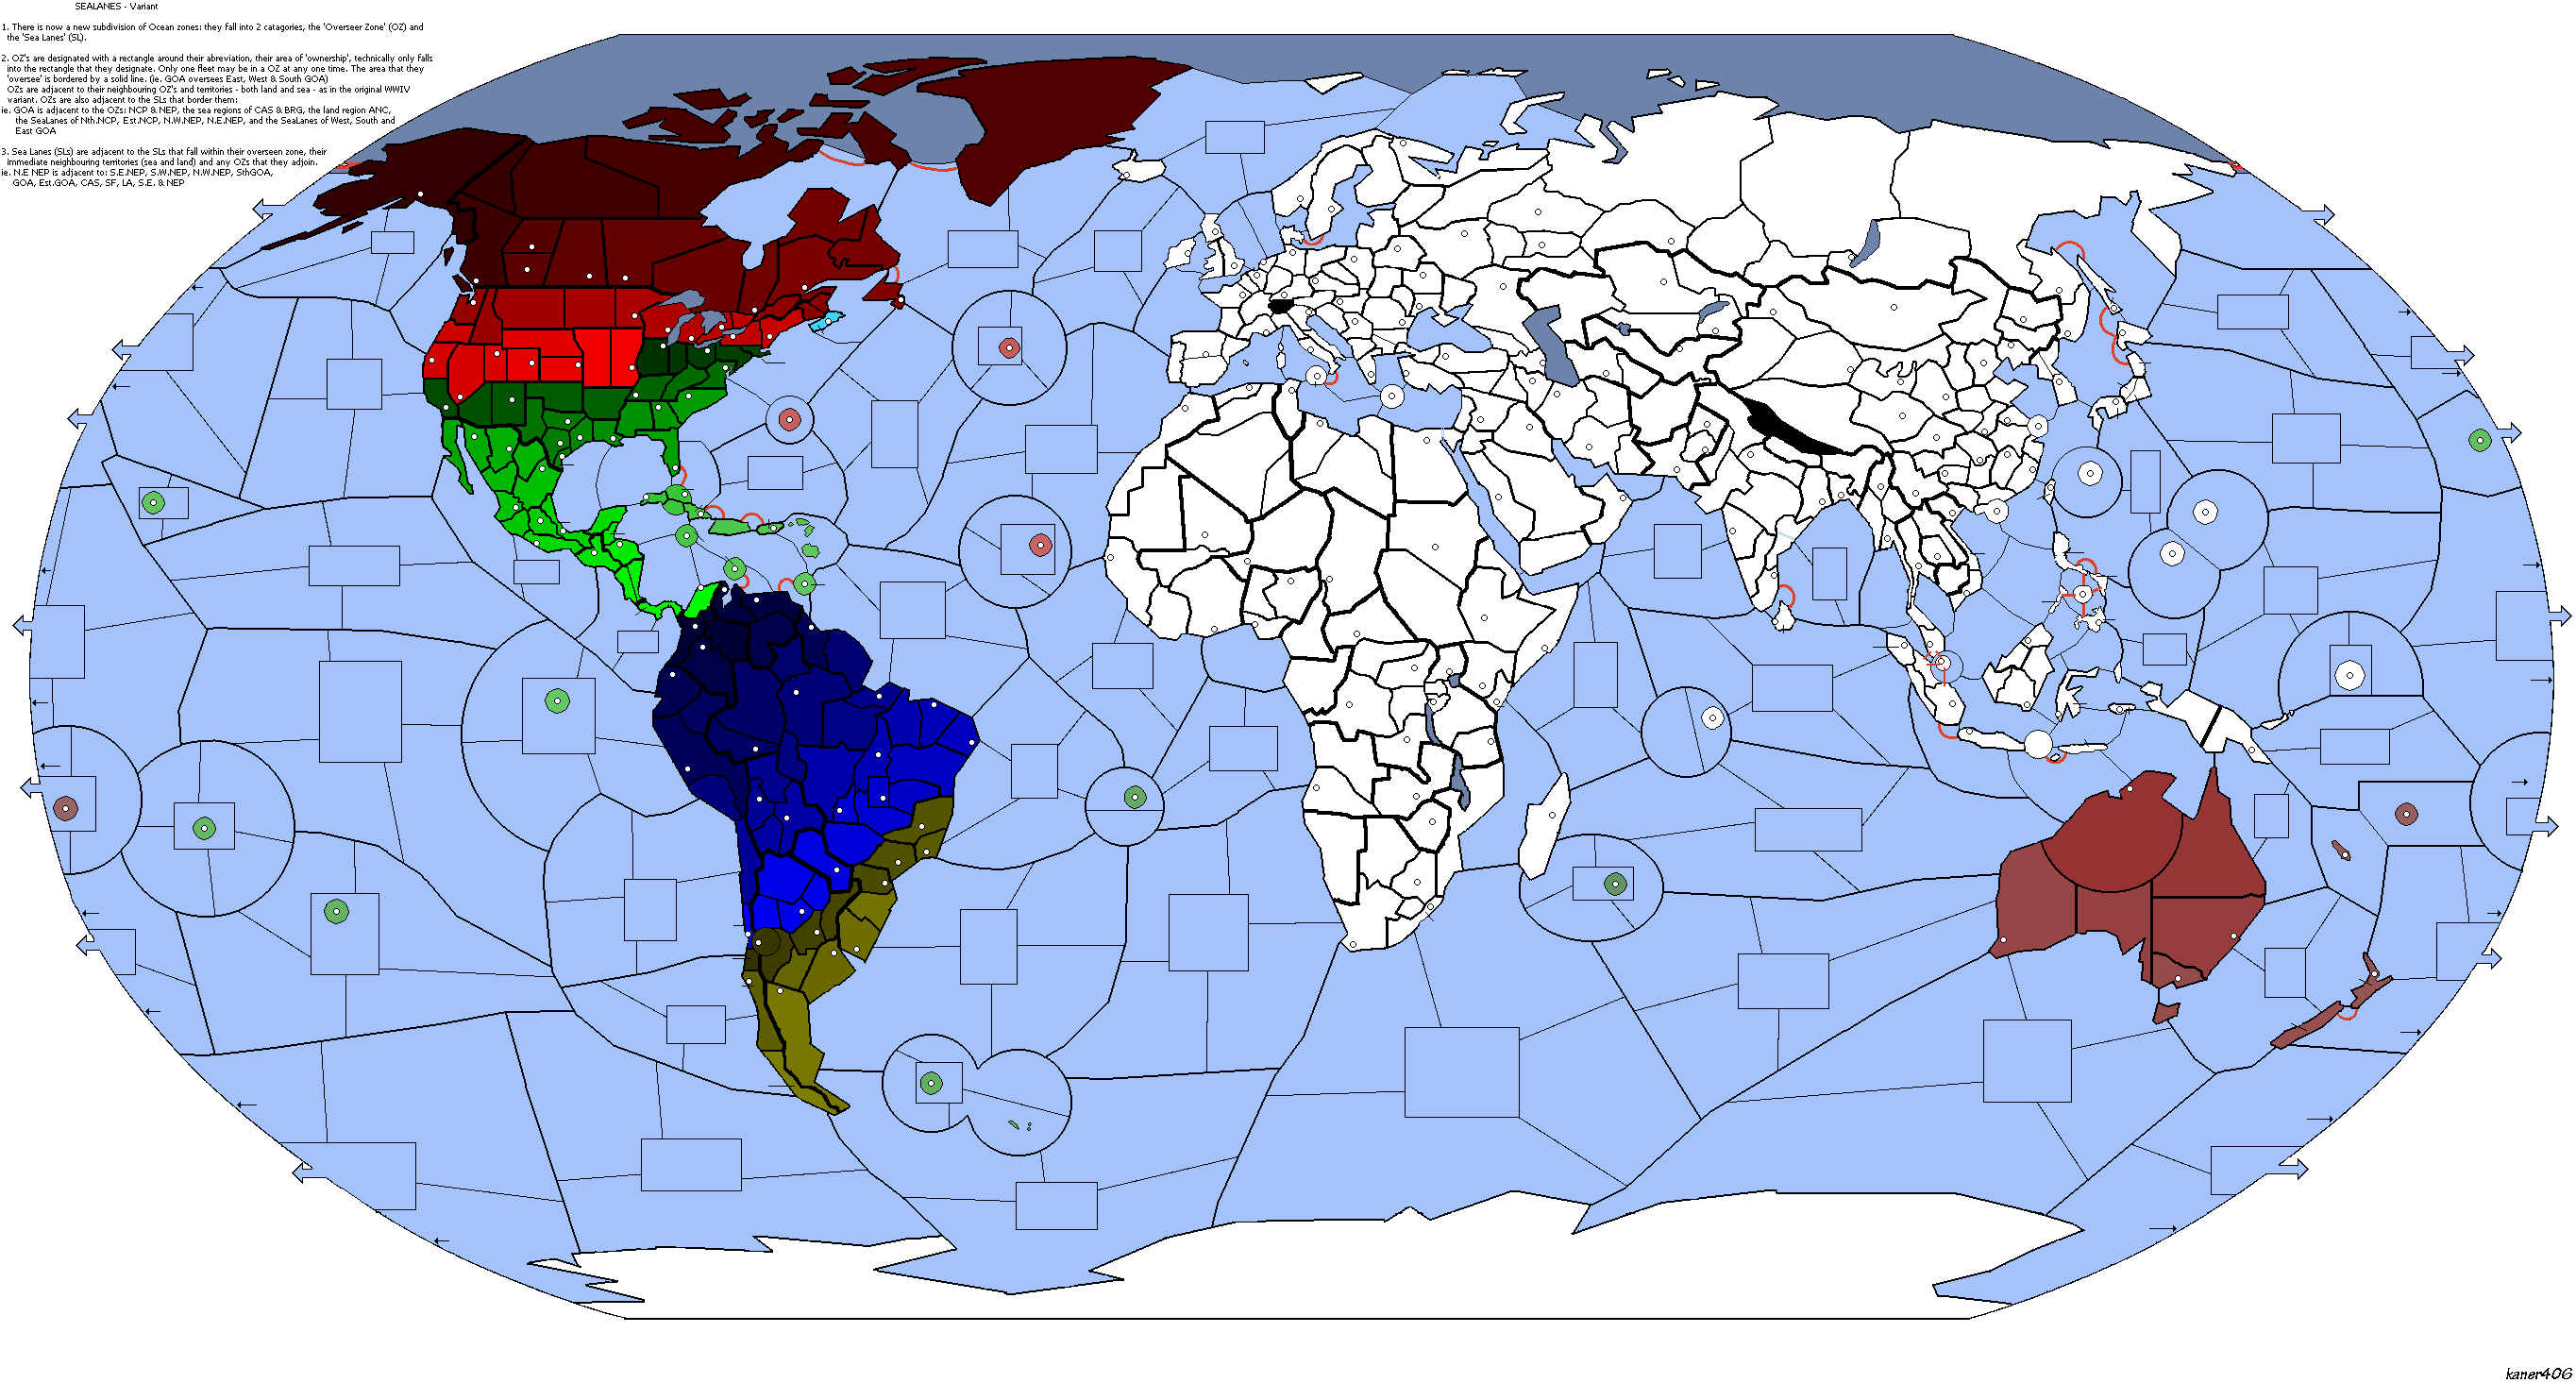 SEALANES - Variant
1. There is now a new subdivision of Ocean zones: they fall into 2 catagories, the 'Overseer Zone' (OZ) and
the 'Sea Lanes' (SL).
2. OZ's are designated with a rectangle around their abreviation, their area of 'ownership', technically only falls
into the rectangle that they designate. Only one fleet may be in a OZ at any one time. The area that they
'oversee' is bordered by a solid line. (ie. GOA oversees East, West & South GOA)
OZs are adjacent to their neighbouring OZ's and territories - both land and sea - as in the original WWIV
variant. OZs are also adjacent to the SLs that border them:
ie. GOA is adjacent to the OZs: NCP & NEP, the sea regions of CAS & BRG, the land region ANC,
the SeaLanes of Nth.NCP, Est.NCP, N.W.NEP, N.E.NEP, and the SeaLanes of West, South and
East GOA
3. Sea Lanes (SLs) are adjacent to the SLs that fall within their overseen zone, their
immediate neighbouring territories (sea and land) and any OZs that they adjoin.
ie. N.E NEP is adjacent to: S.E.NEP, S.W.NEP, N.W.NEP, SthGOA,
GOA, Est.GOA, CAS, SF, LA, S.E. & NEP
kaner406